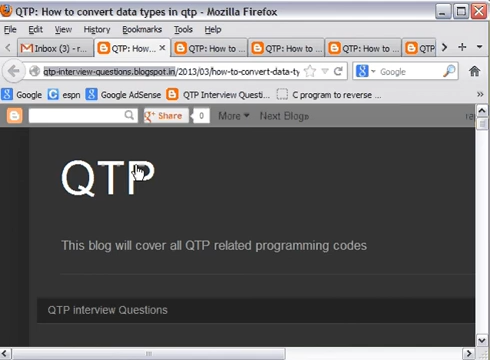 QTP: How to convert data types in qtp - Mozilla Firefox
File Edit View History Bookmarks Tools Help
Inbox (3) - r... QTP: How... QTP: How to ... QTP: How to ... QTP: How to ...
qtp-interview-questions.blogspot.in/2013/03/how-to-convert-data-ty Google
Google espn Google AdSense QTP Interview Questi... C program to reverse ...
Share 0 More Next Blog»
QTP
This blog will cover all QTP related programming codes
QTP interview Questions